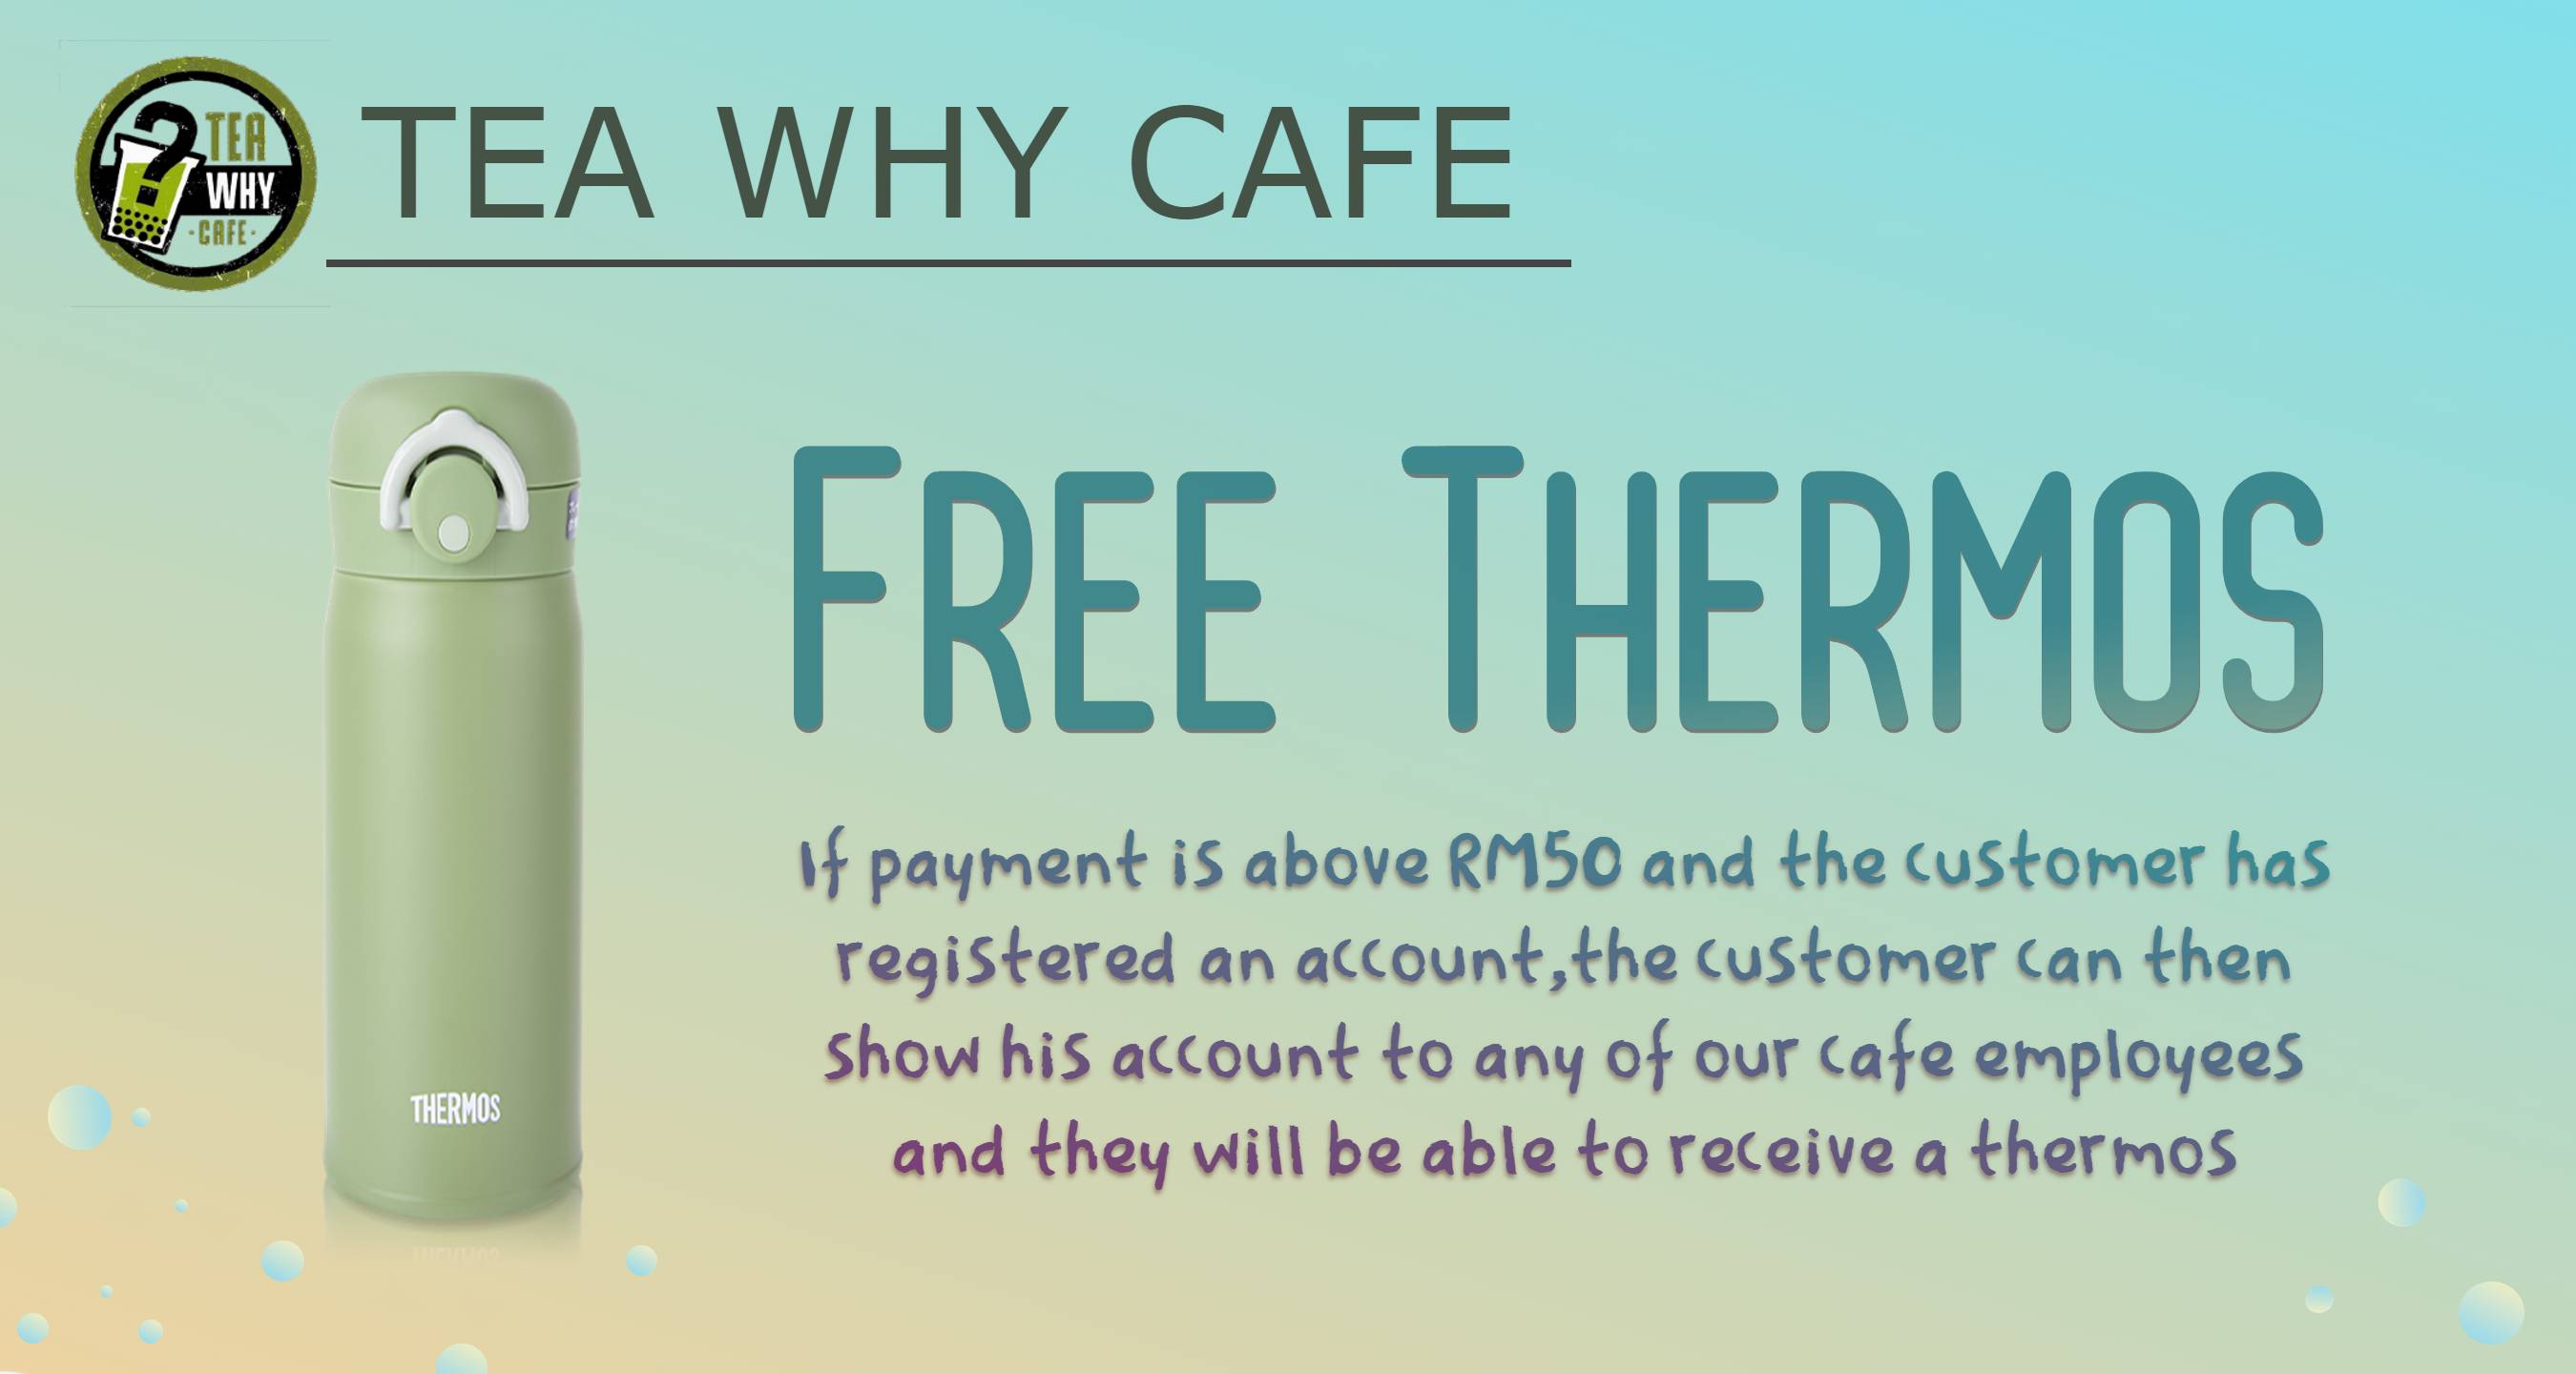 TEA
WHY
·CAFE·
TEA WHY CAFE
FREE THERMOS
If payment is above RM50 and the customer has
registered an account,the customer can then
show his account to any of our cafe employees
and they will be able to receive a thermos
THERMOS